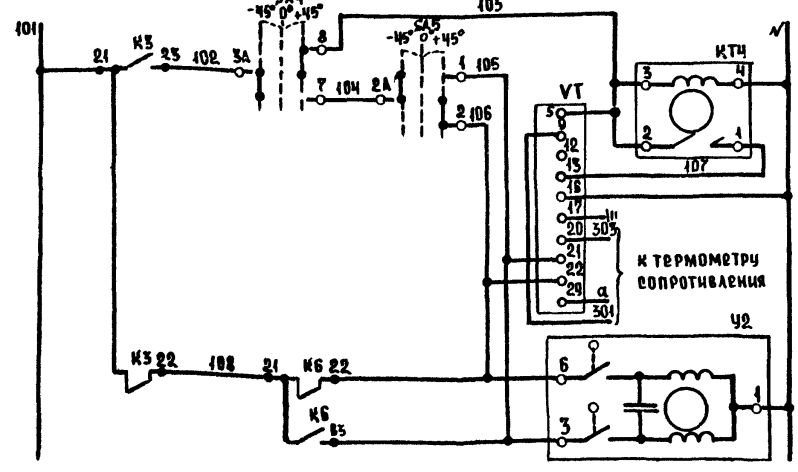 -45° 0° +45°
103
101
N
SA5
-45° 0° +45°
8
21 K3 23 102 3A
1 105
KT4
3 4
7 104 2A
VT
5
2 106
9
2 1
12
13
107
16
17
20 303
21
22
29 a
301
К ТЕРМОМЕТРУ
СОПРОТИВЛЕНИЯ
У2
K3 22 108 21 K6 22
6
1
K6
23
3